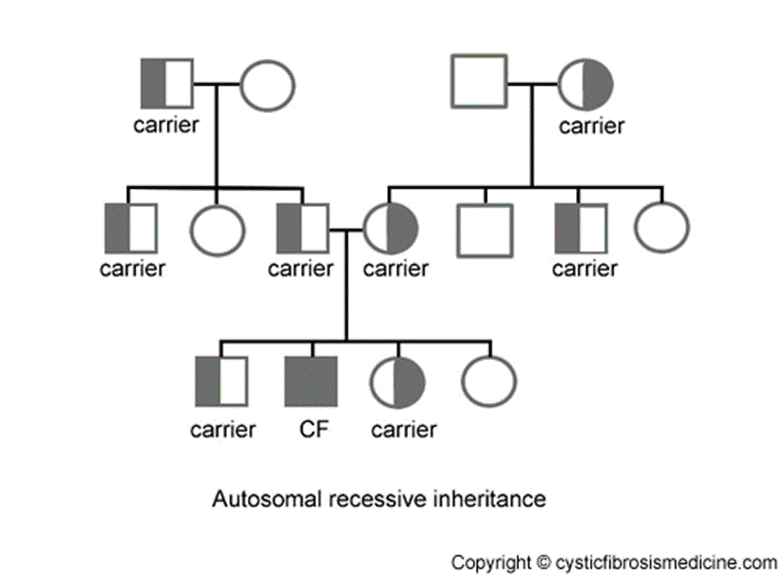 carrier
carrier
carrier
carrier
carrier
carrier
carrier
CF
carrier
Autosomal recessive inheritance
Copyright © cysticfibrosismedicine.com